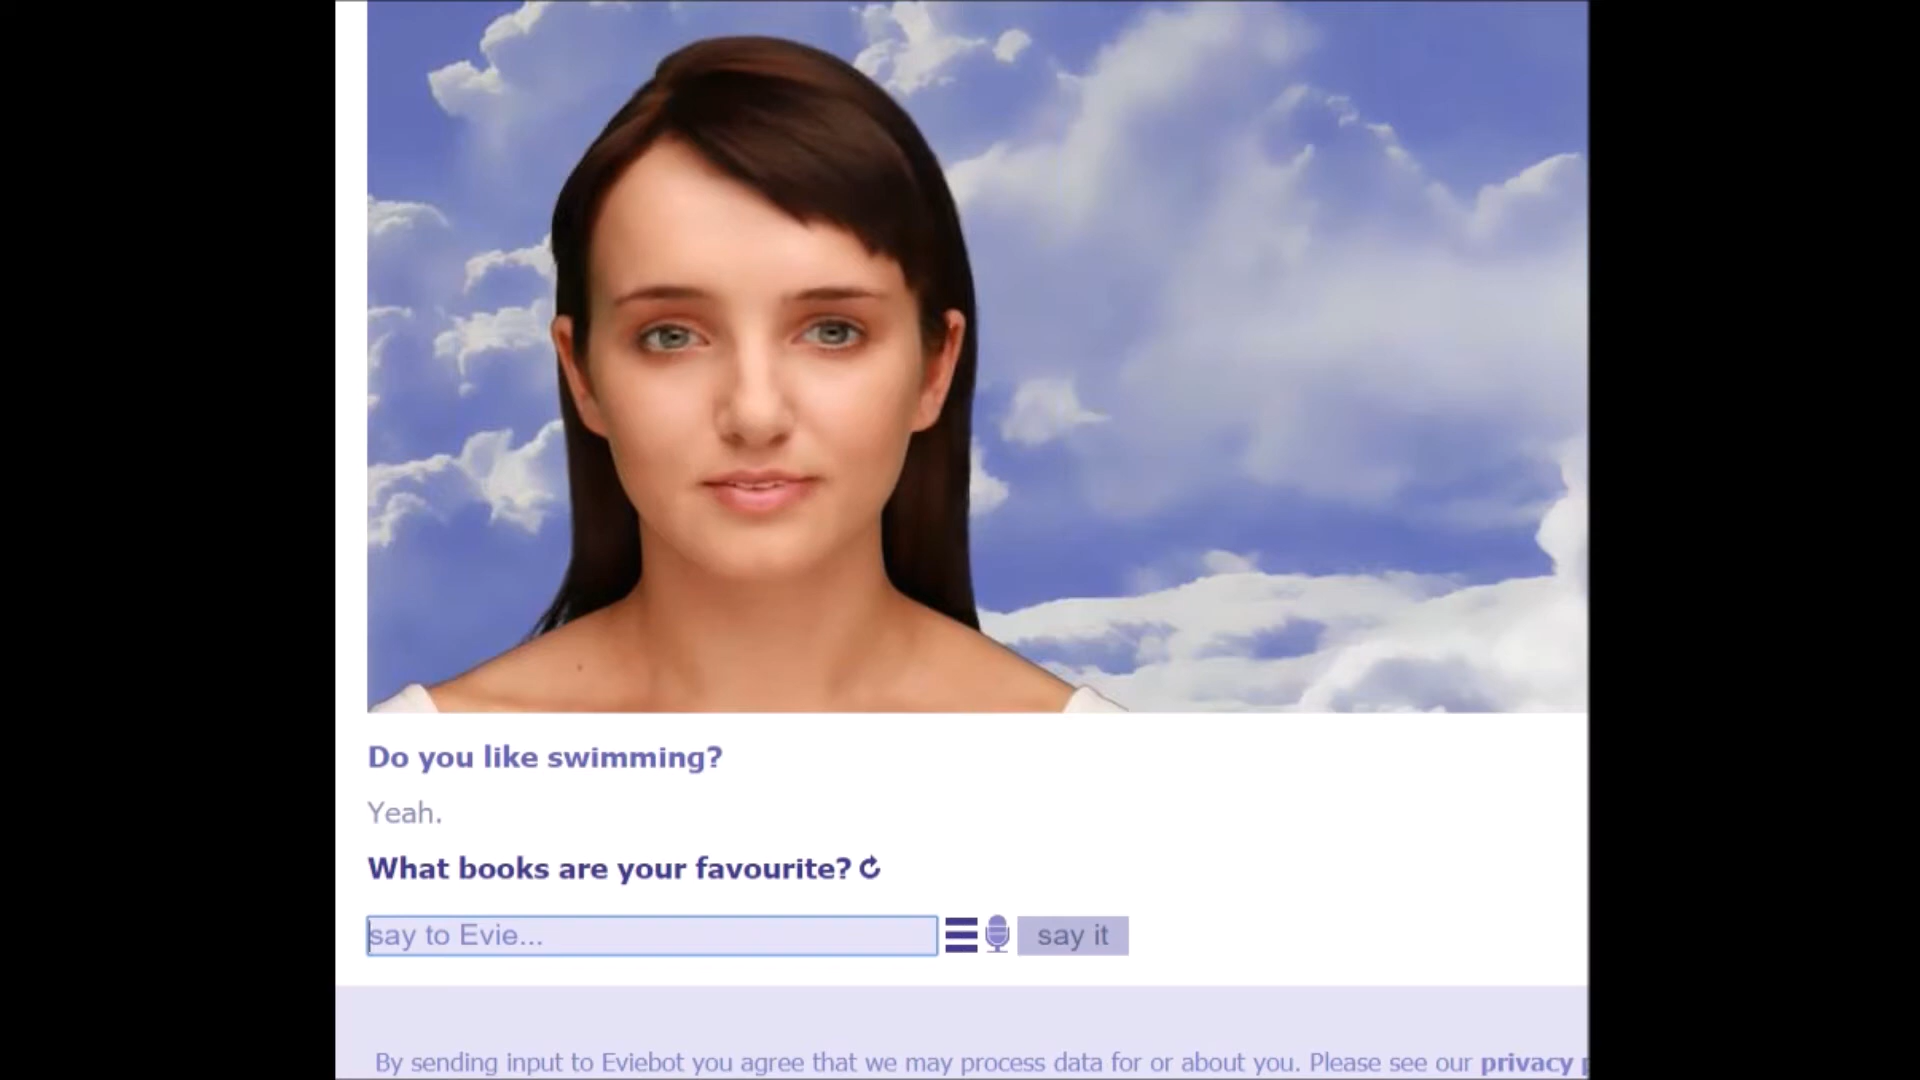 Do you like swimming?
Yeah.
What books are your favourite?
say to Evie...
say it
By sending input to Eviebot you agree that we may process data for or about you. Please see our privacy